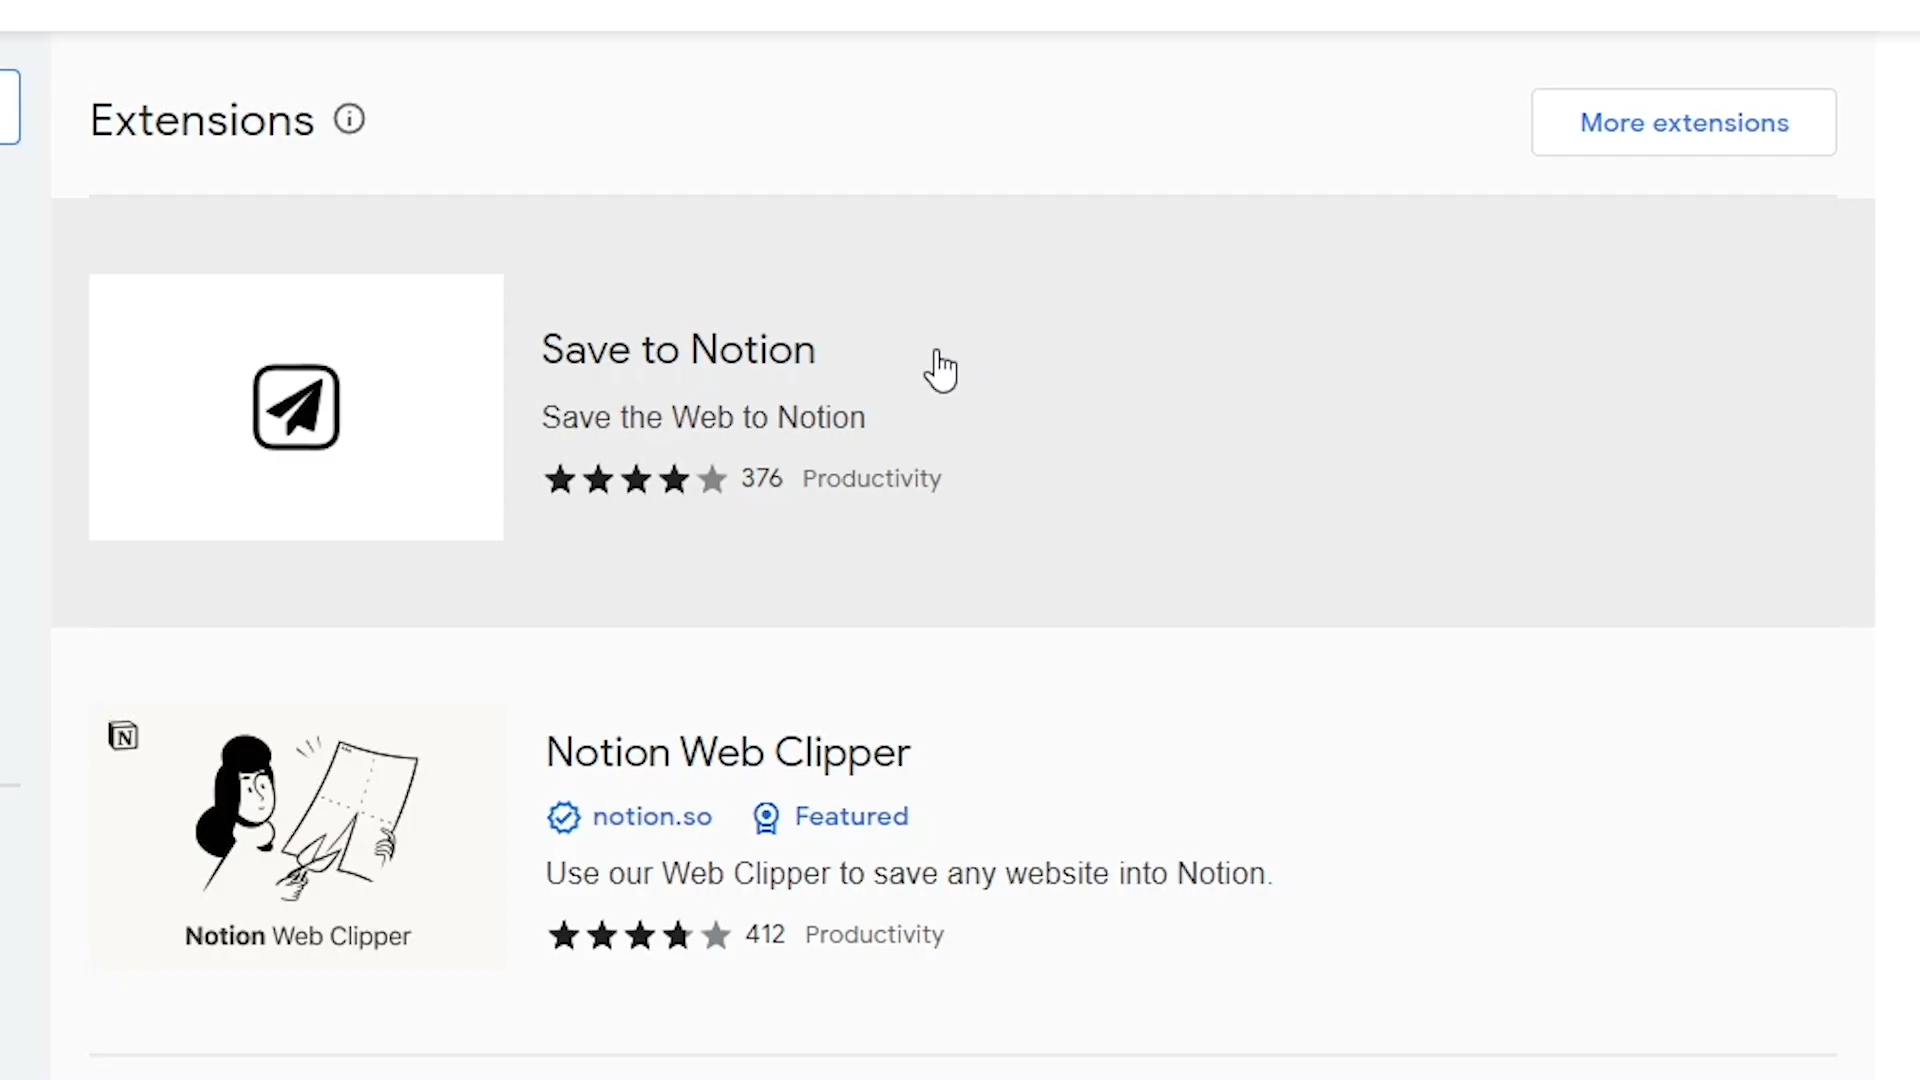 Extensions
More extensions
Save to Notion
Save the Web to Notion
376 Productivity
N
Notion Web Clipper
Notion Web Clipper
notion.so Featured
Use our Web Clipper to save any website into Notion.
412 Productivity